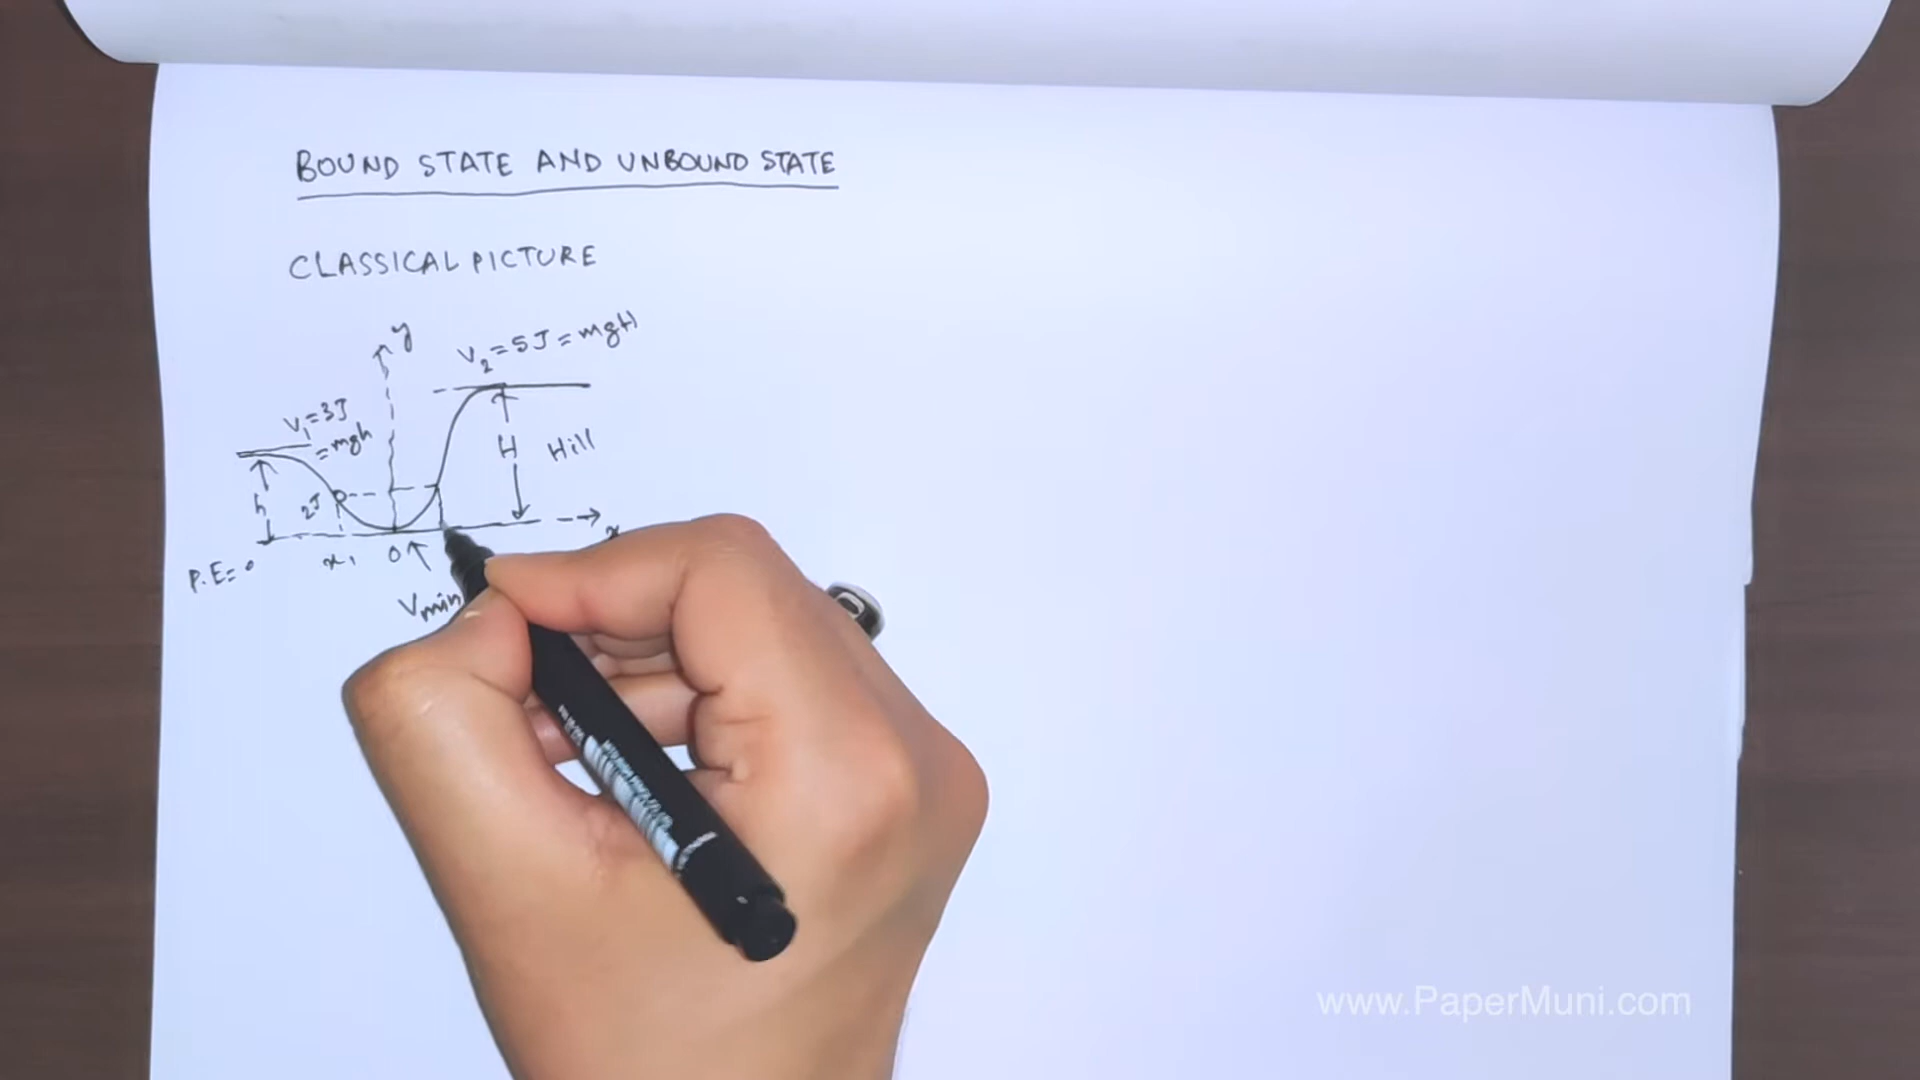 BOUND STATE AND UNBOUND STATE
CLASSICAL PICTURE
y
V₂ = 5J = mgH
V₁ = 3J
= mgh
H
Hill
h
2J
x
P.E = 0
x₁
0
Vmin
www.PaperMuni.com